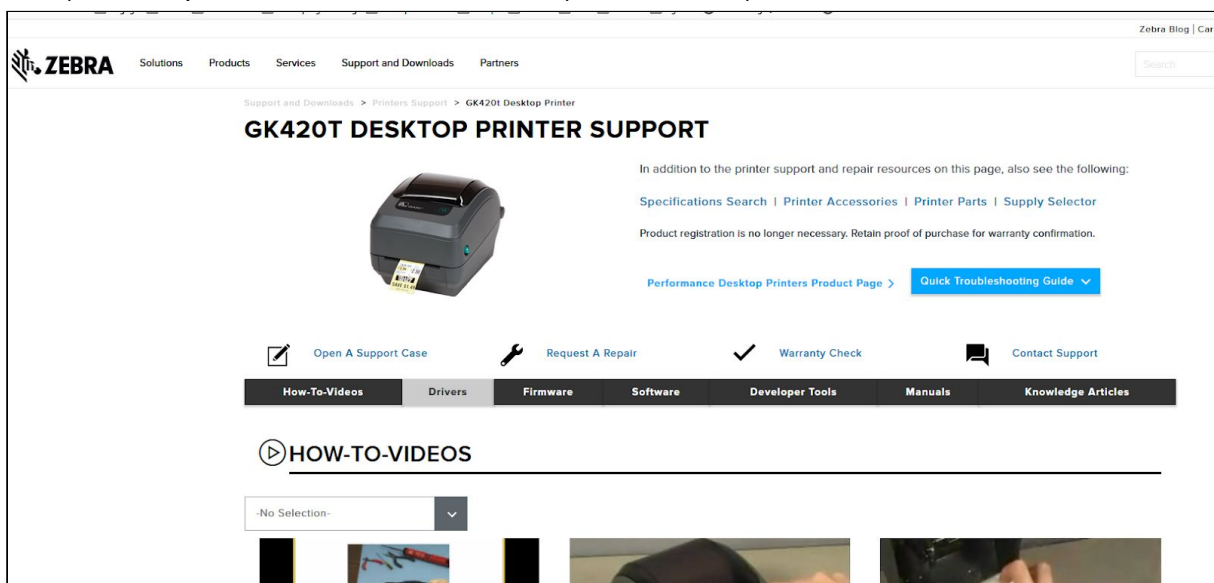 Zebra Blog | Car
ZEBRA Solutions Products Services Support and Downloads Partners Search
Support and Downloads > Printers Support > GK420t Desktop Printer
GK420T DESKTOP PRINTER SUPPORT
In addition to the printer support and repair resources on this page, also see the following:
Specifications Search | Printer Accessories | Printer Parts | Supply Selector
Product registration is no longer necessary. Retain proof of purchase for warranty confirmation.
Performance Desktop Printers Product Page > Quick Troubleshooting Guide
Open A Support Case Request A Repair Warranty Check Contact Support
How-To-Videos Drivers Firmware Software Developer Tools Manuals Knowledge Articles
HOW-TO-VIDEOS
-No Selection-